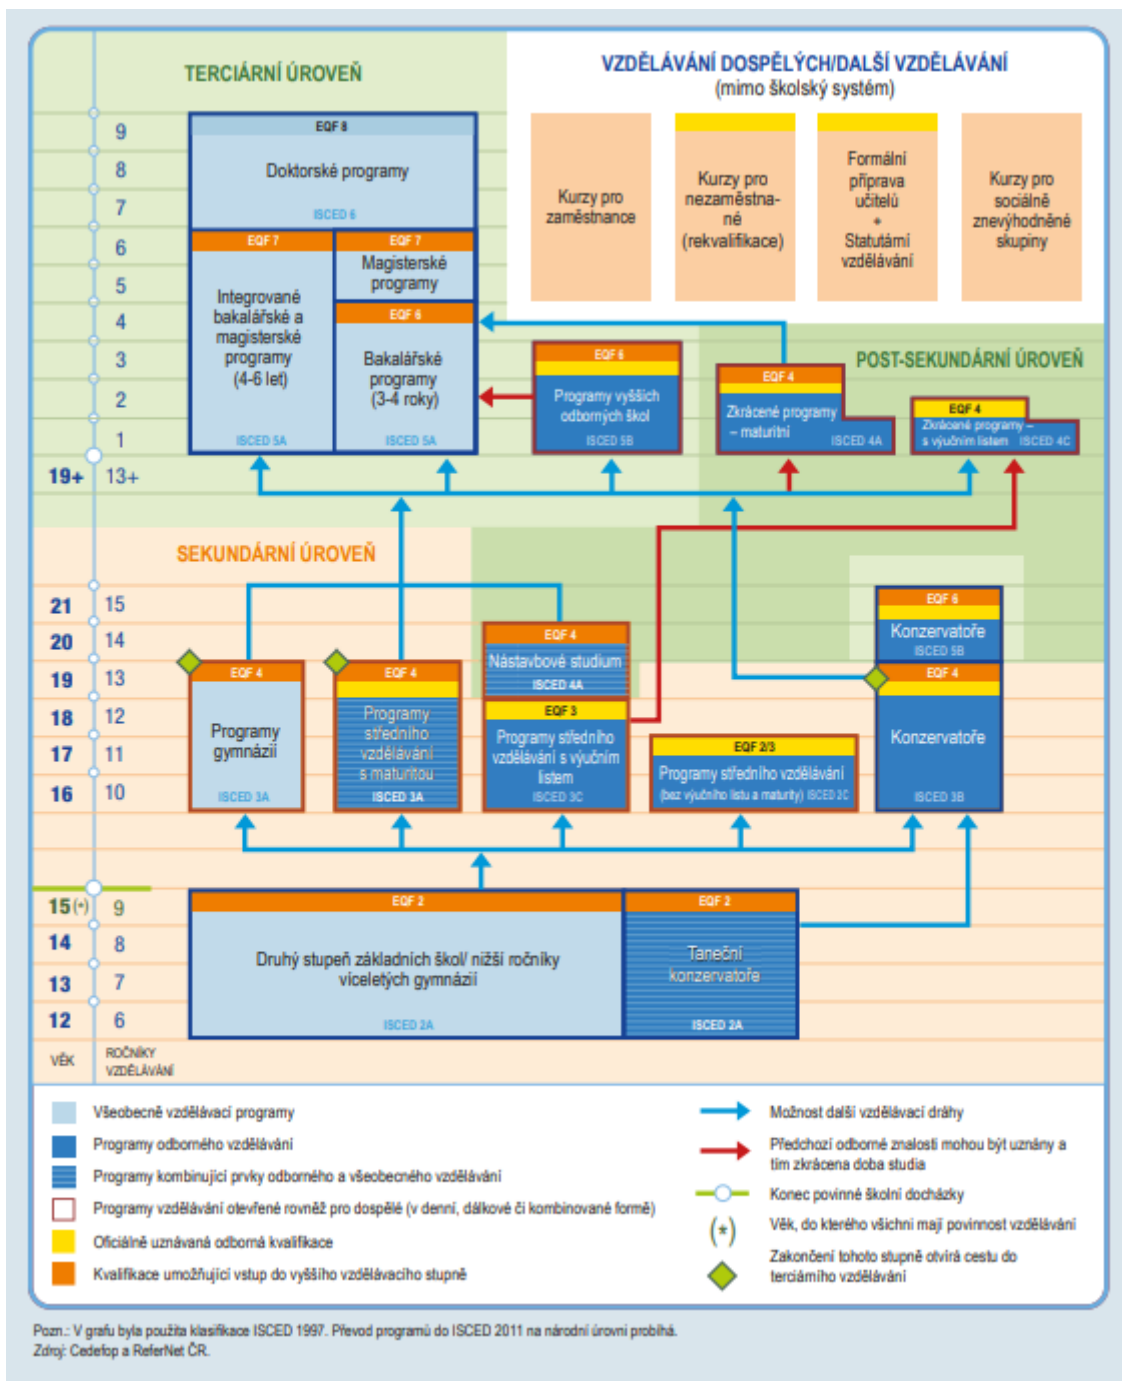 TERCIÁRNÍ ÚROVEŇ
VZDĚLÁVÁNÍ DOSPĚLÝCH/DALŠÍ VZDĚLÁVÁNÍ
(mimo školský systém)
Kurzy pro
zaměstnance
Kurzy pro
nezaměstna-
né
(rekvalifikace)
Formální
příprava
učitelů
+
Statutární
vzdělávání
Kurzy pro
sociálně
znevýhodněné
skupiny
9
8
7
6
5
4
3
2
1
19+ 13+
EQF 8
Doktorské programy
ISCED 6
EQF 7
Integrované
bakalářské a
magisterské
programy
(4-6 let)
ISCED 5A
EQF 7
Magisterské
programy
EQF 6
Bakalářské
programy
(3-4 roky)
ISCED 5A
EQF 6
Programy vyšších
odborných škol
ISCED 5B
POST-SEKUNDÁRNÍ ÚROVEŇ
EQF 4
Zkrácené programy
– maturitní
ISCED 4A
EQF 4
Zkrácené programy –
s výučním listem ISCED 4C
SEKUNDÁRNÍ ÚROVEŇ
21 15
20 14
19 13
18 12
17 11
16 10
EQF 4
Programy
gymnázií
ISCED 3A
EQF 4
Programy
středního
vzdělávání
s maturitou
ISCED 3A
EQF 4
Nástavbové studium
ISCED 4A
EQF 3
Programy středního
vzdělávání s výučním
listem
ISCED 3C
EQF 2/3
Programy středního vzdělávání
(bez výučního listu a maturity) ISCED 2C
EQF 6
Konzervatoře
ISCED 5B
EQF 4
Konzervatoře
ISCED 3B
15 (*) 9
14 8
13 7
12 6
VĚK
ROČNÍKY
VZDĚLÁVÁNÍ
EQF 2
Druhý stupeň základních škol/ nižší ročníky
víceletých gymnázií
ISCED 2A
EQF 2
Taneční
konzervatoře
ISCED 2A
Všeobecně vzdělávací programy
Programy odborného vzdělávání
Programy kombinující prvky odborného a všeobecného vzdělávání
Programy vzdělávání otevřené rovněž pro dospělé (v denní, dálkové či kombinované formě)
Oficiálně uznávaná odborná kvalifikace
Kvalifikace umožňující vstup do vyššího vzdělávacího stupně
Možnost další vzdělávací dráhy
Předchozí odborné znalosti mohou být uznány a
tím zkrácena doba studia
Konec povinné školní docházky
(*) Věk, do kterého všichni mají povinnost vzdělávání
Zakončení tohoto stupně otvírá cestu do
terciárního vzdělávání
Pozn.: V grafu byla použita klasifikace ISCED 1997. Převod programů do ISCED 2011 na národní úrovni probíhá.
Zdroj: Cedefop a ReferNet ČR.